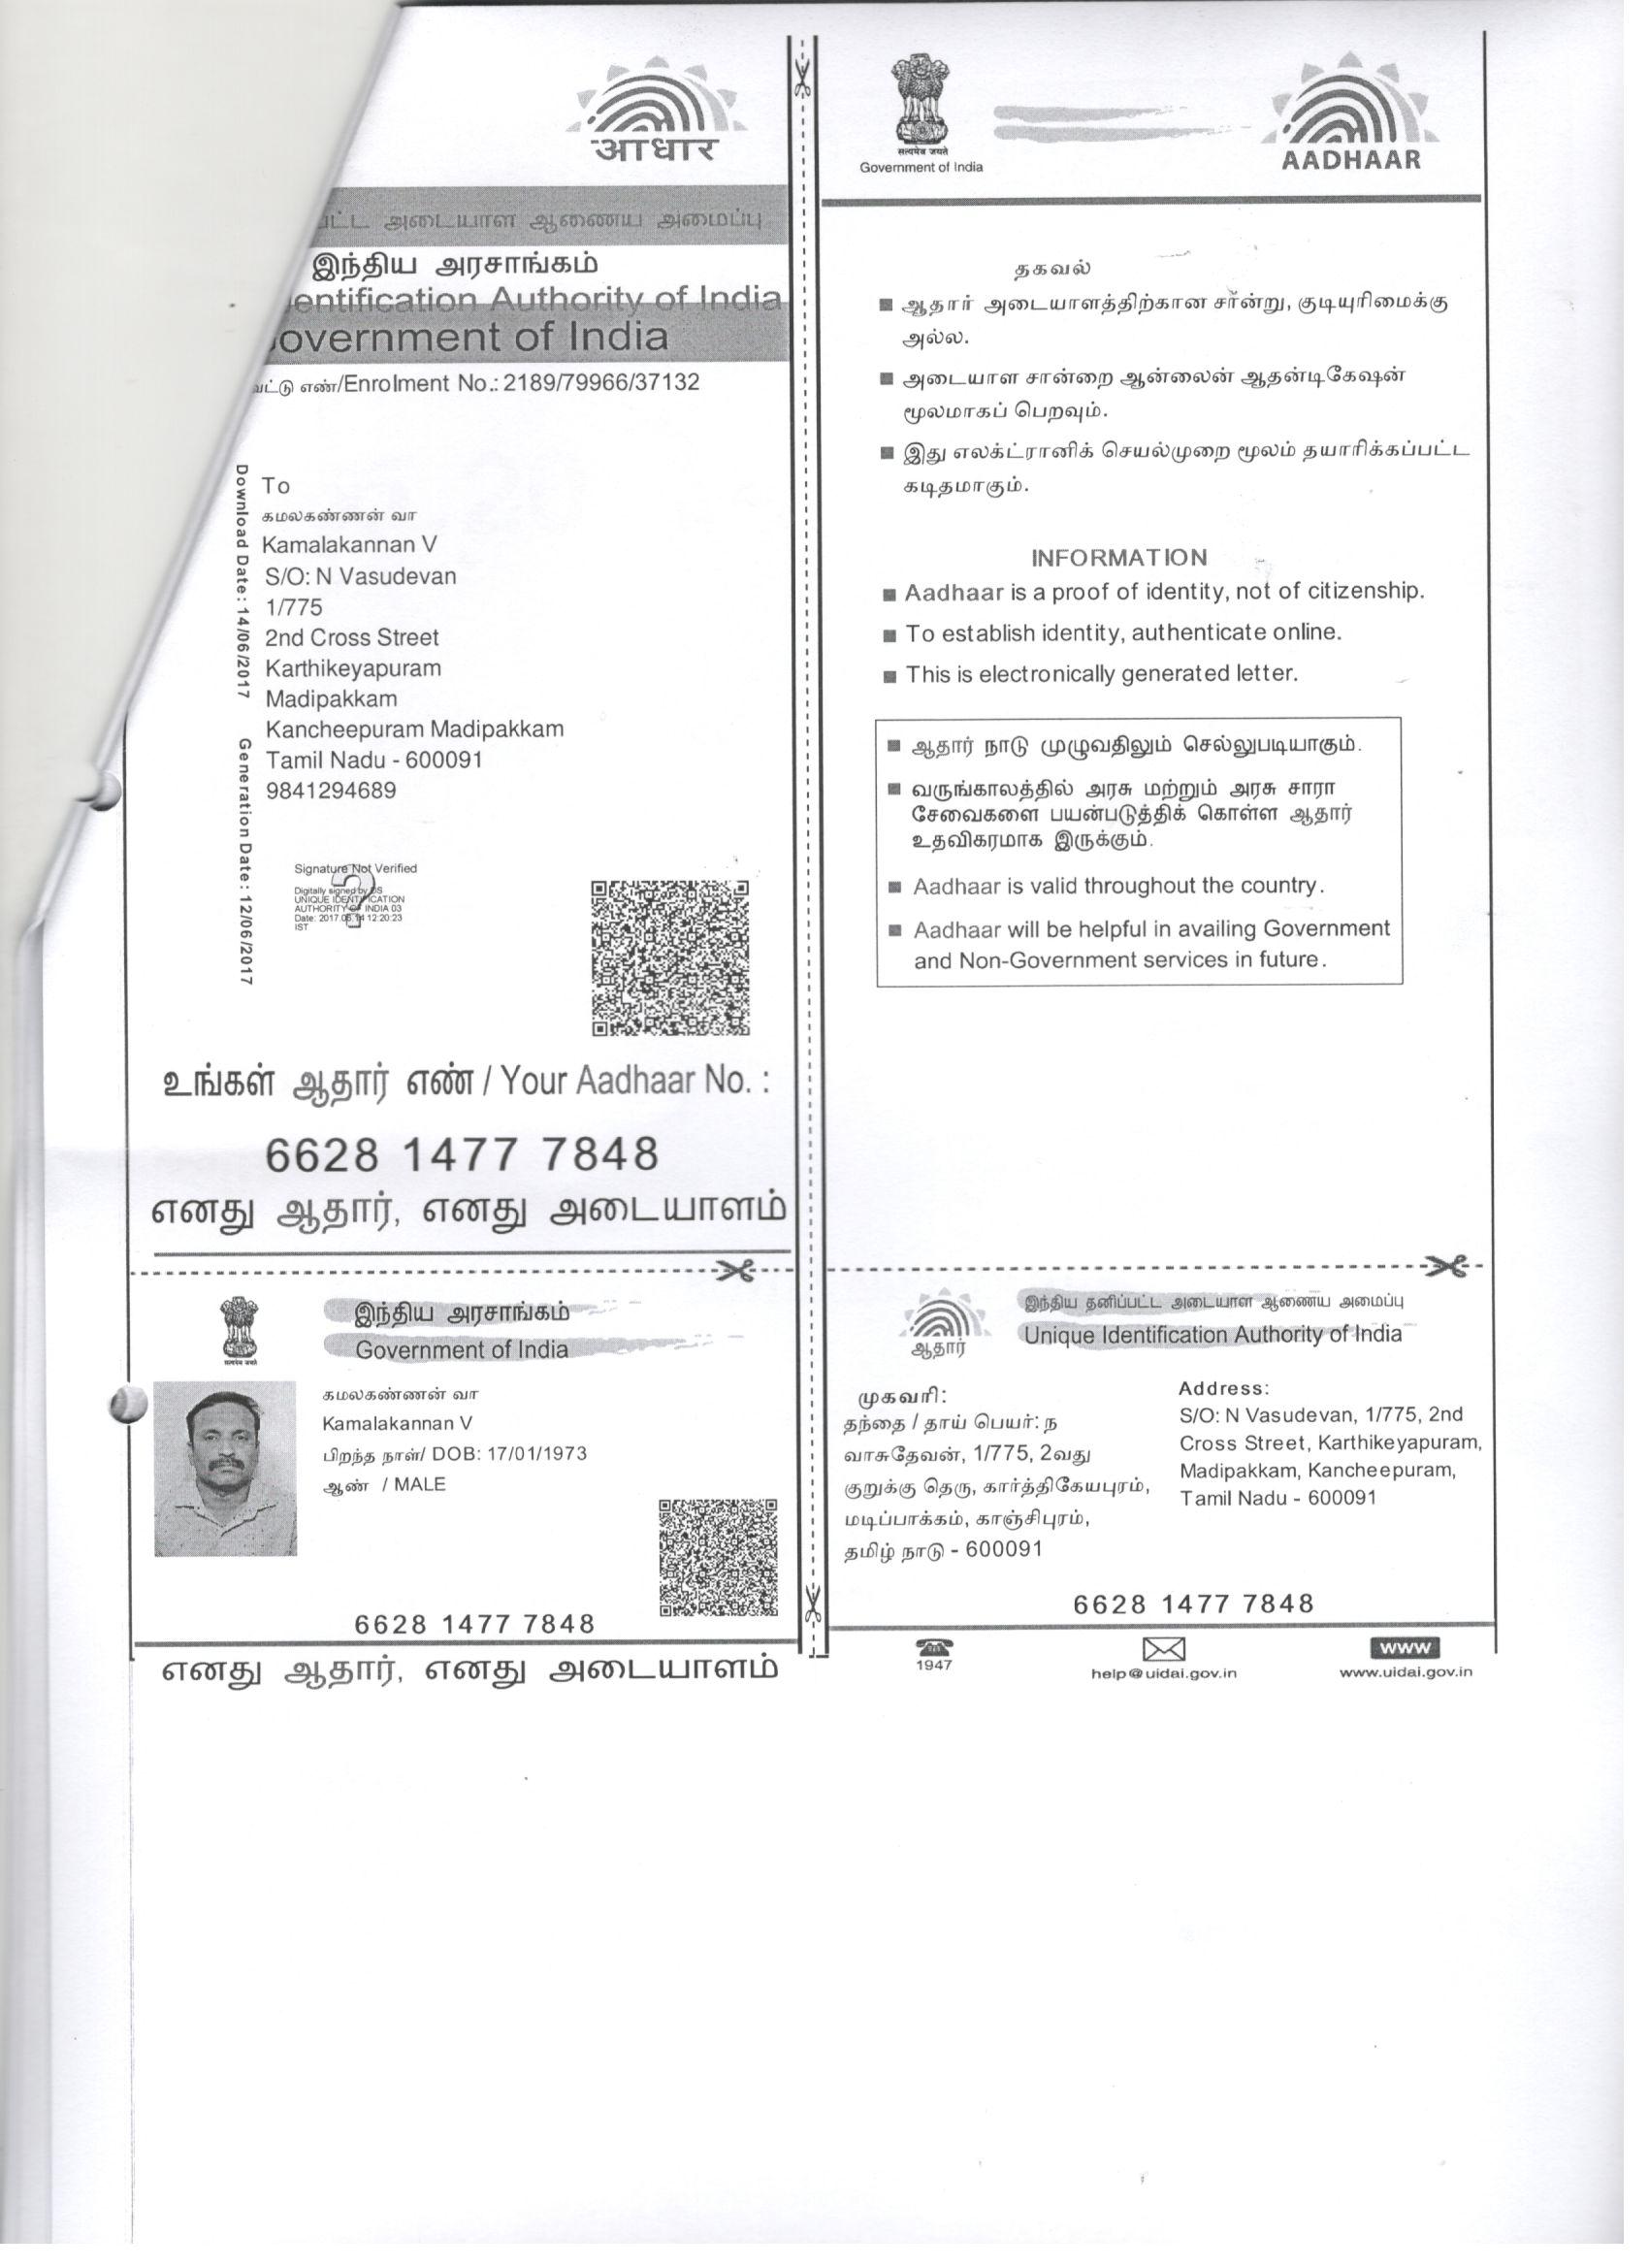 आधार
அடையாள ஆணைய அமைப்பு
இந்திய அரசாங்கம்
Authority of India
of India
எண்/Enrolment No.: 2189/79966/37132
Download Date: 14/06/2017
Generation Date: 12/06/2017
To
கமலகண்ணன் வா
Kamalakannan V
S/O: N Vasudevan
1/775
2nd Cross Street
Karthikeyapuram
Madipakkam
Kancheepuram Madipakkam
Tamil Nadu - 600091
9841294689
Signature Not Verified
Digitally signed by DS
UNIQUE IDENTIFICATION
AUTHORITY OF INDIA 03
Date: 2017.06.14 12:20:23
IST
உங்கள் ஆதார் எண் / Your Aadhaar No. :
6628 1477 7848
எனது ஆதார், எனது அடையாளம்
सत्यमेव जयते
Government of India
AADHAAR
தகவல்
ஆதார் அடையாளத்திற்கான சான்று, குடியுரிமைக்கு
அல்ல.
அடையாள சான்றை ஆன்லைன் ஆதன்டிகேஷன்
மூலமாகப் பெறவும்.
இது எலக்ட்ரானிக் செயல்முறை மூலம் தயாரிக்கப்பட்ட
கடிதமாகும்.
INFORMATION
Aadhaar is a proof of identity, not of citizenship.
To establish identity, authenticate online.
This is electronically generated letter.
ஆதார் நாடு முழுவதிலும் செல்லுபடியாகும்.
வருங்காலத்தில் அரசு மற்றும் அரசு சாரா
சேவைகளை பயன்படுத்திக் கொள்ள ஆதார்
உதவிகரமாக இருக்கும்.
Aadhaar is valid throughout the country.
Aadhaar will be helpful in availing Government
and Non-Government services in future.
सत्यमेव जयते
இந்திய அரசாங்கம்
Government of India
கமலகண்ணன் வா
Kamalakannan V
பிறந்த நாள்/ DOB: 17/01/1973
ஆண் / MALE
6628 1477 7848
எனது ஆதார், எனது அடையாளம்
ஆதார்
இந்திய தனிப்பட்ட அடையாள ஆணைய அமைப்பு
Unique Identification Authority of India
முகவரி:
தந்தை / தாய் பெயர்: ந
வாசுதேவன், 1/775, 2வது
குறுக்கு தெரு, கார்த்திகேயபுரம்,
மடிப்பாக்கம், காஞ்சிபுரம்,
தமிழ் நாடு - 600091
Address:
S/O: N Vasudevan, 1/775, 2nd
Cross Street, Karthikeyapuram,
Madipakkam, Kancheepuram,
Tamil Nadu - 600091
6628 1477 7848
1947
help@uidai.gov.in
www
www.uidai.gov.in